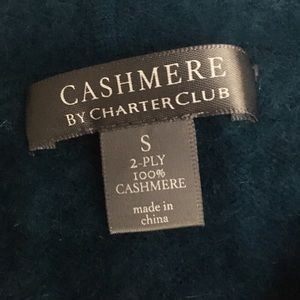 CASHMERE
BY CHARTER CLUB
S
2-PLY
100%
CASHMERE
made in
china